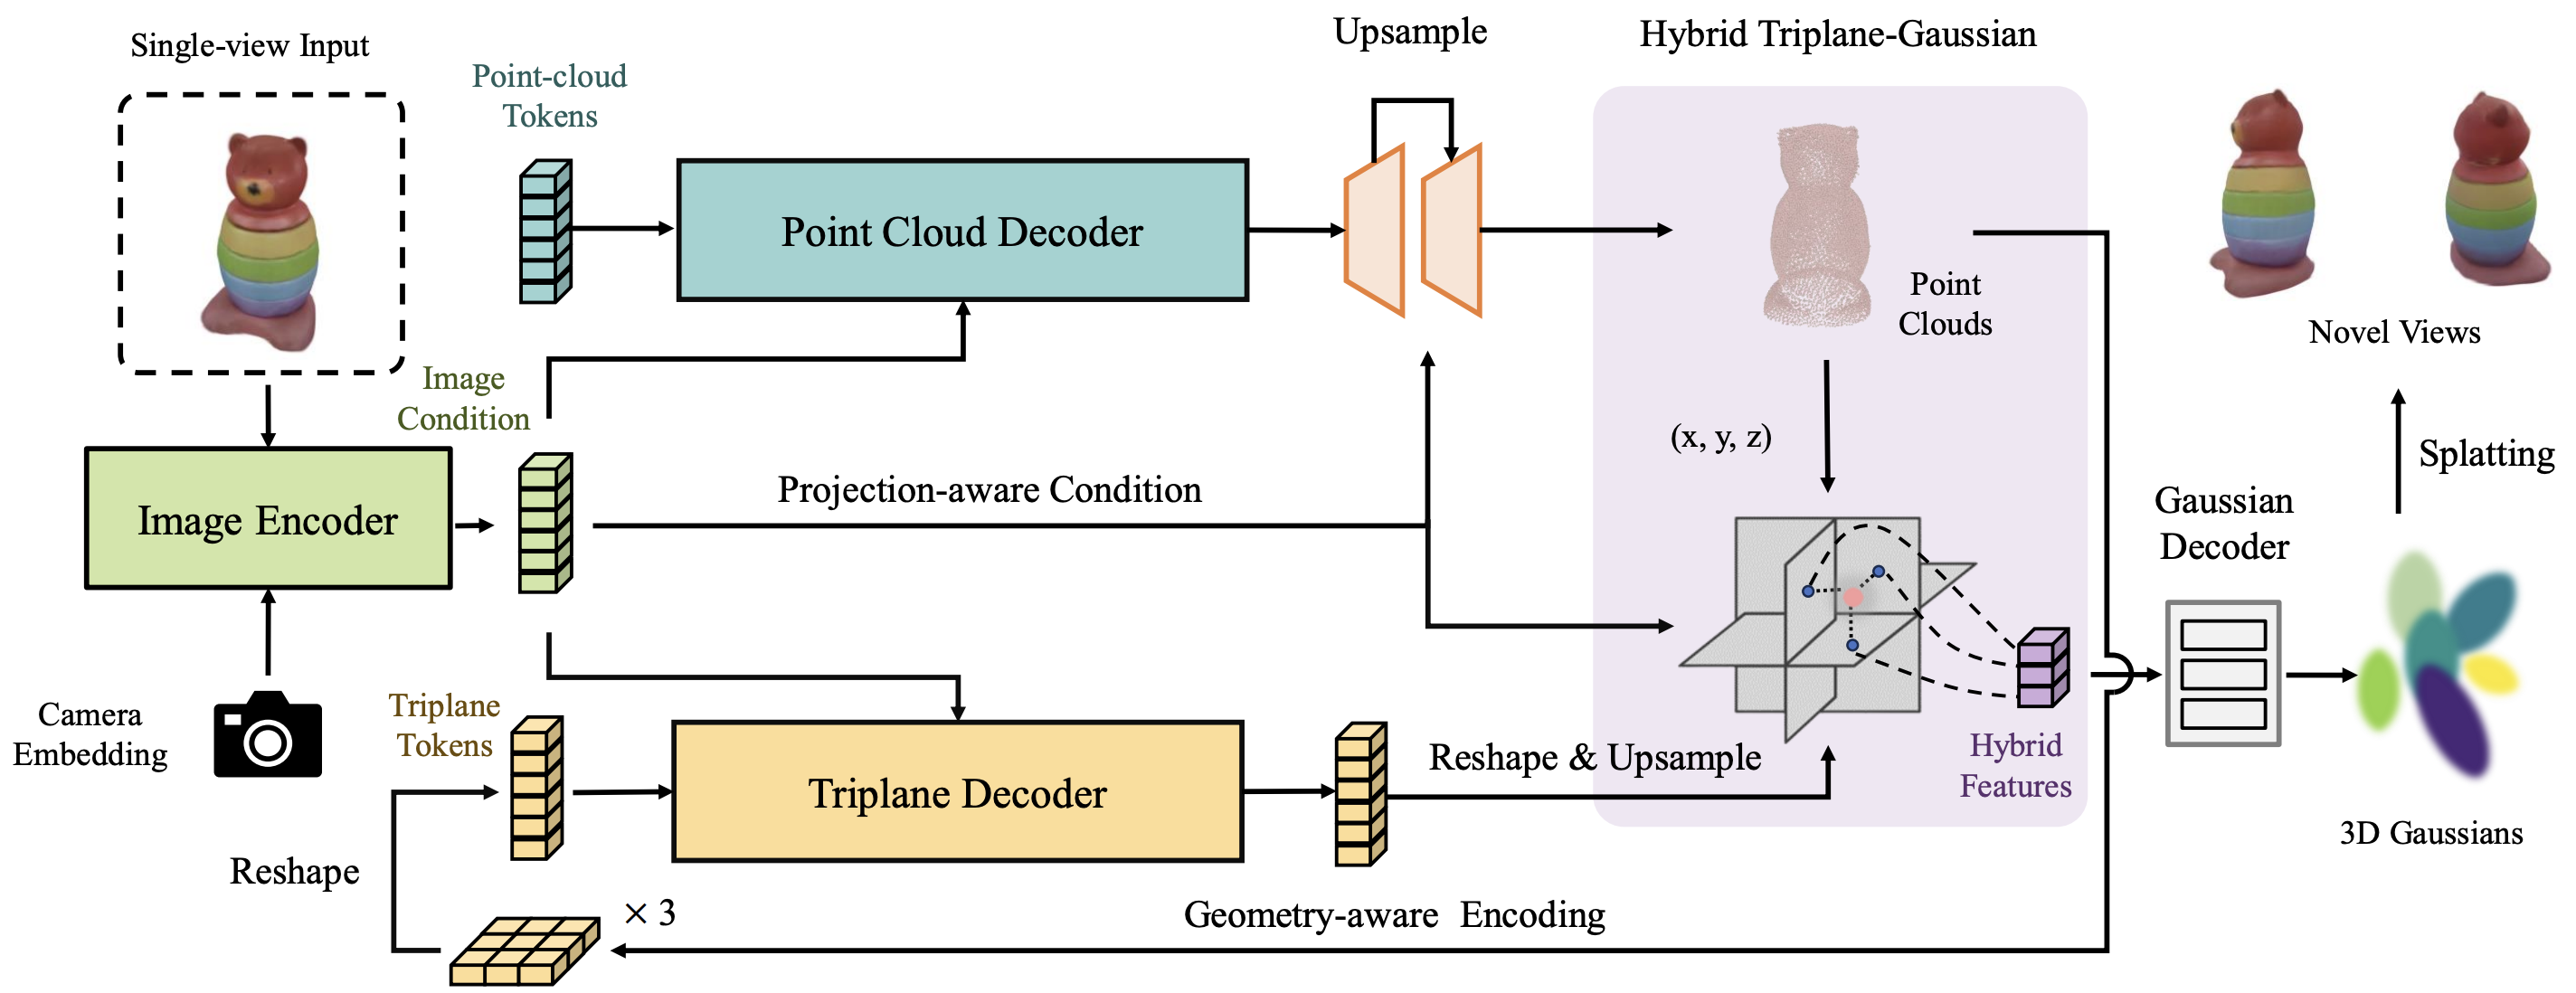 Single-view Input
Point-cloud
Tokens
Upsample
Hybrid Triplane-Gaussian
Point Cloud Decoder
Point
Clouds
Novel Views
Image
Condition
(x, y, z)
Splatting
Image Encoder
Projection-aware Condition
Gaussian
Decoder
Camera
Embedding
Triplane
Tokens
Triplane Decoder
Reshape & Upsample
Hybrid
Features
3D Gaussians
Reshape
× 3
Geometry-aware Encoding